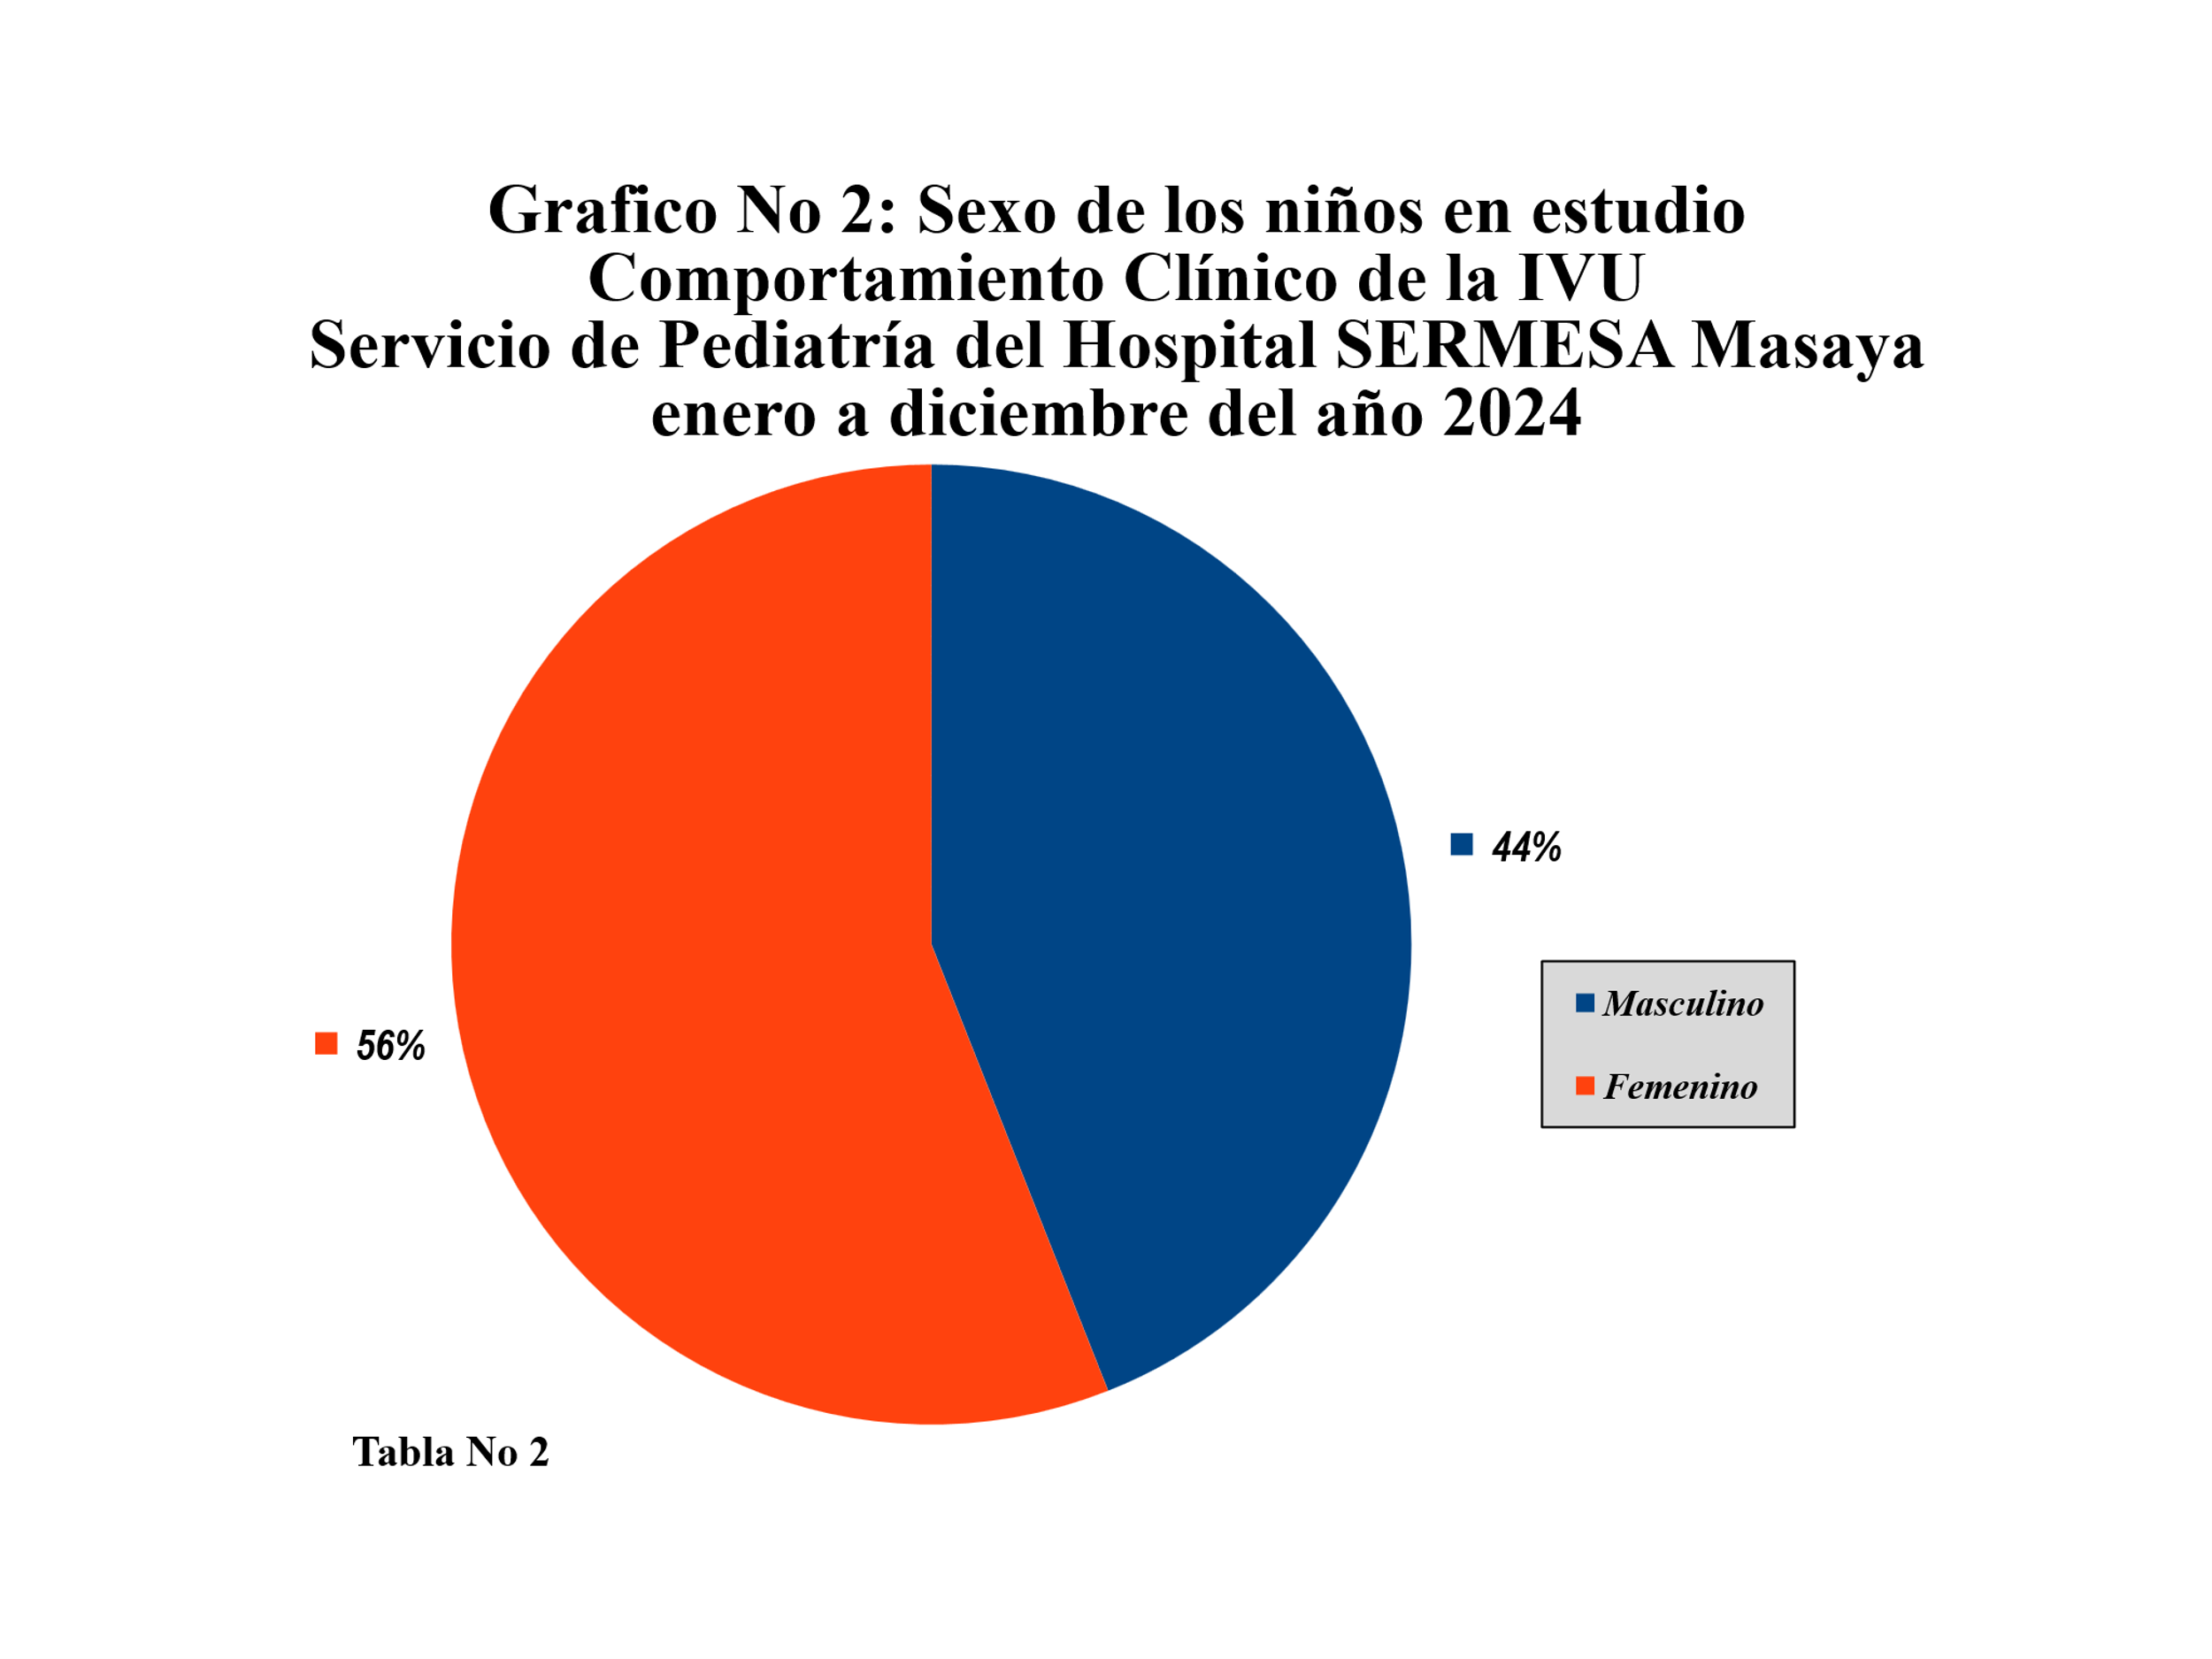 Grafico No 2: Sexo de los niños en estudio
Comportamiento Clínico de la IVU
Servicio de Pediatría del Hospital SERMESA Masaya
enero a diciembre del año 2024
44%
56%
Masculino
Femenino
Tabla No 2